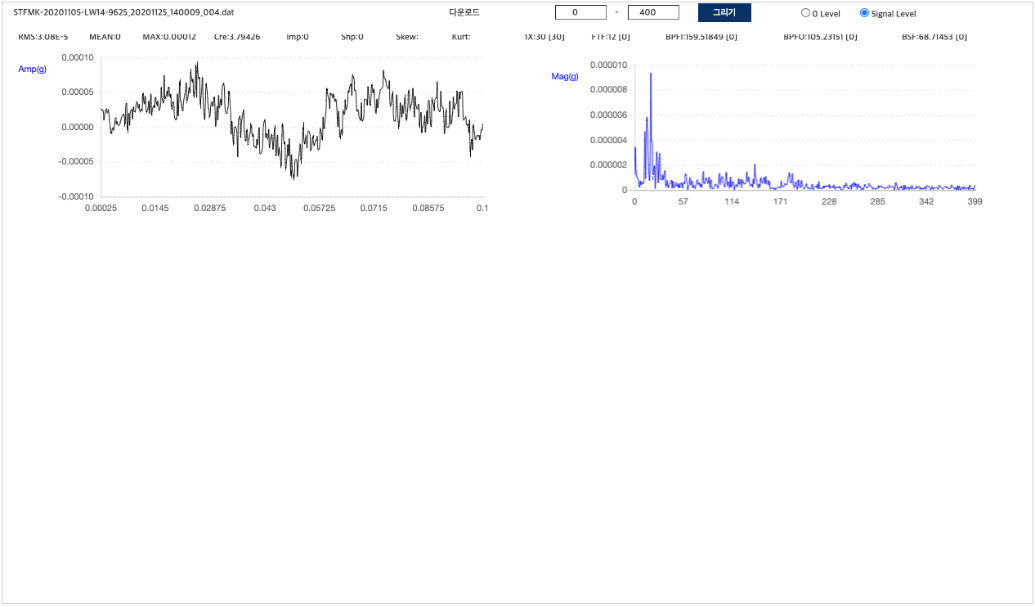 STFMK-20201105-LW14-9625_20201125_140009_004.dat 다운로드 0 - 400 그리기 0 Level Signal Level
RMS:3.08E-5 MEAN:0 MAX:0.00012 Cre:3.79426 Imp:0 Shp:0 Skew: Kurt: 1X:30 [30] FTF:12 [0] BPFI:159.51849 [0] BPFO:105.23151 [0] BSF:68.71453 [0]
Amp(g)
0.00010
0.00005
0.00000
-0.00005
-0.00010
0.00025 0.0145 0.02875 0.043 0.05725 0.0715 0.08575 0.1
Mag(g)
0.000010
0.000008
0.000006
0.000004
0.000002
0
0 57 114 171 228 285 342 399